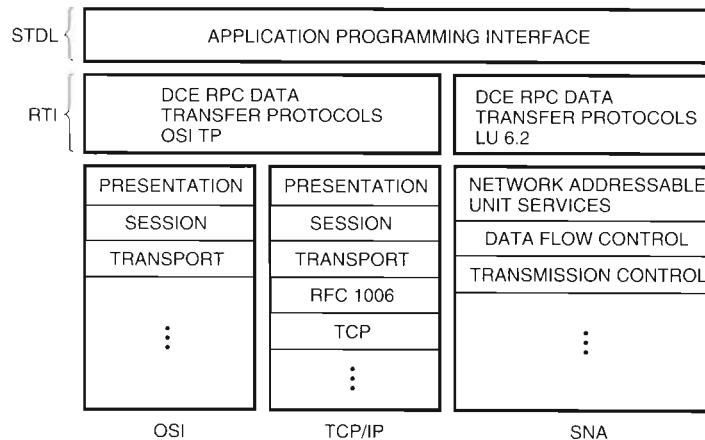 STDL
APPLICATION PROGRAMMING INTERFACE
RTI
DCE RPC DATA
TRANSFER PROTOCOLS
OSI TP
DCE RPC DATA
TRANSFER PROTOCOLS
LU 6.2
PRESENTATION
SESSION
TRANSPORT
PRESENTATION
SESSION
TRANSPORT
RFC 1006
TCP
NETWORK ADDRESSABLE
UNIT SERVICES
DATA FLOW CONTROL
TRANSMISSION CONTROL
OSI
TCP/IP
SNA